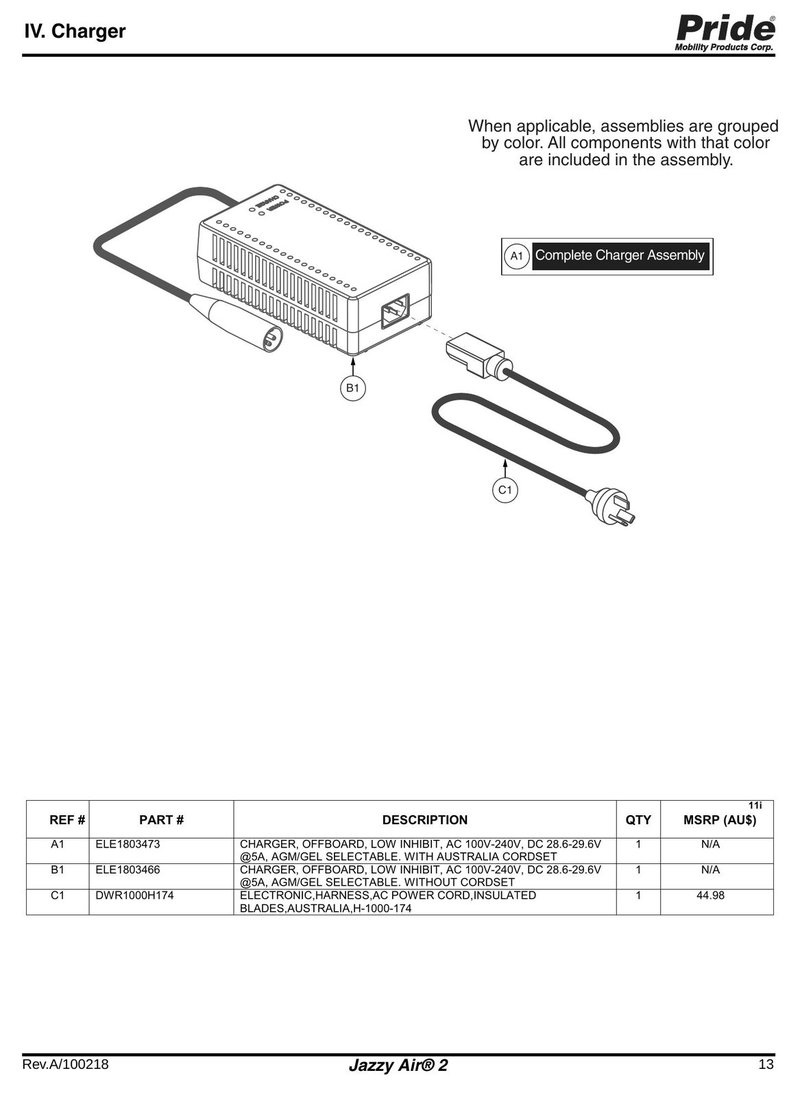 IV. Charger
Pride®
Mobility Products Corp.
When applicable, assemblies are grouped
by color. All components with that color
are included in the assembly.
A1 Complete Charger Assembly
POWER
CHARGE
B1
C1
11i
REF # PART # DESCRIPTION QTY MSRP (AU$)
A1 ELE1803473 CHARGER, OFFBOARD, LOW INHIBIT, AC 100V-240V, DC 28.6-29.6V 1 N/A
@5A, AGM/GEL SELECTABLE. WITH AUSTRALIA CORDSET
B1 ELE1803466 CHARGER, OFFBOARD, LOW INHIBIT, AC 100V-240V, DC 28.6-29.6V 1 N/A
@5A, AGM/GEL SELECTABLE. WITHOUT CORDSET
C1 DWR1000H174 ELECTRONIC,HARNESS,AC POWER CORD,INSULATED 1 44.98
BLADES,AUSTRALIA,H-1000-174
Rev.A/100218 Jazzy Air® 2 13